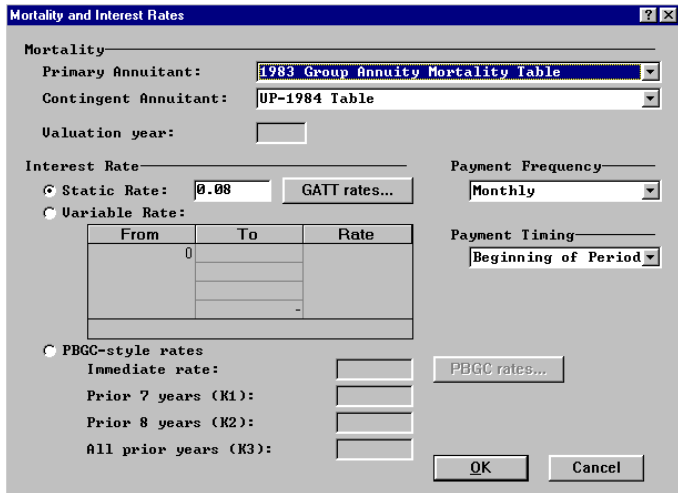 Mortality and Interest Rates
Mortality
Primary Annuitant: 1983 Group Annuity Mortality Table
Contingent Annuitant: UP-1984 Table
Valuation year:
Interest Rate
Static Rate: 0.08 GATT rates...
Variable Rate:
From To Rate
0
-
PBGC-style rates
Immediate rate: PBGC rates...
Prior 7 years (K1):
Prior 8 years (K2):
All prior years (K3):
Payment Frequency
Monthly
Payment Timing
Beginning of Period
OK Cancel